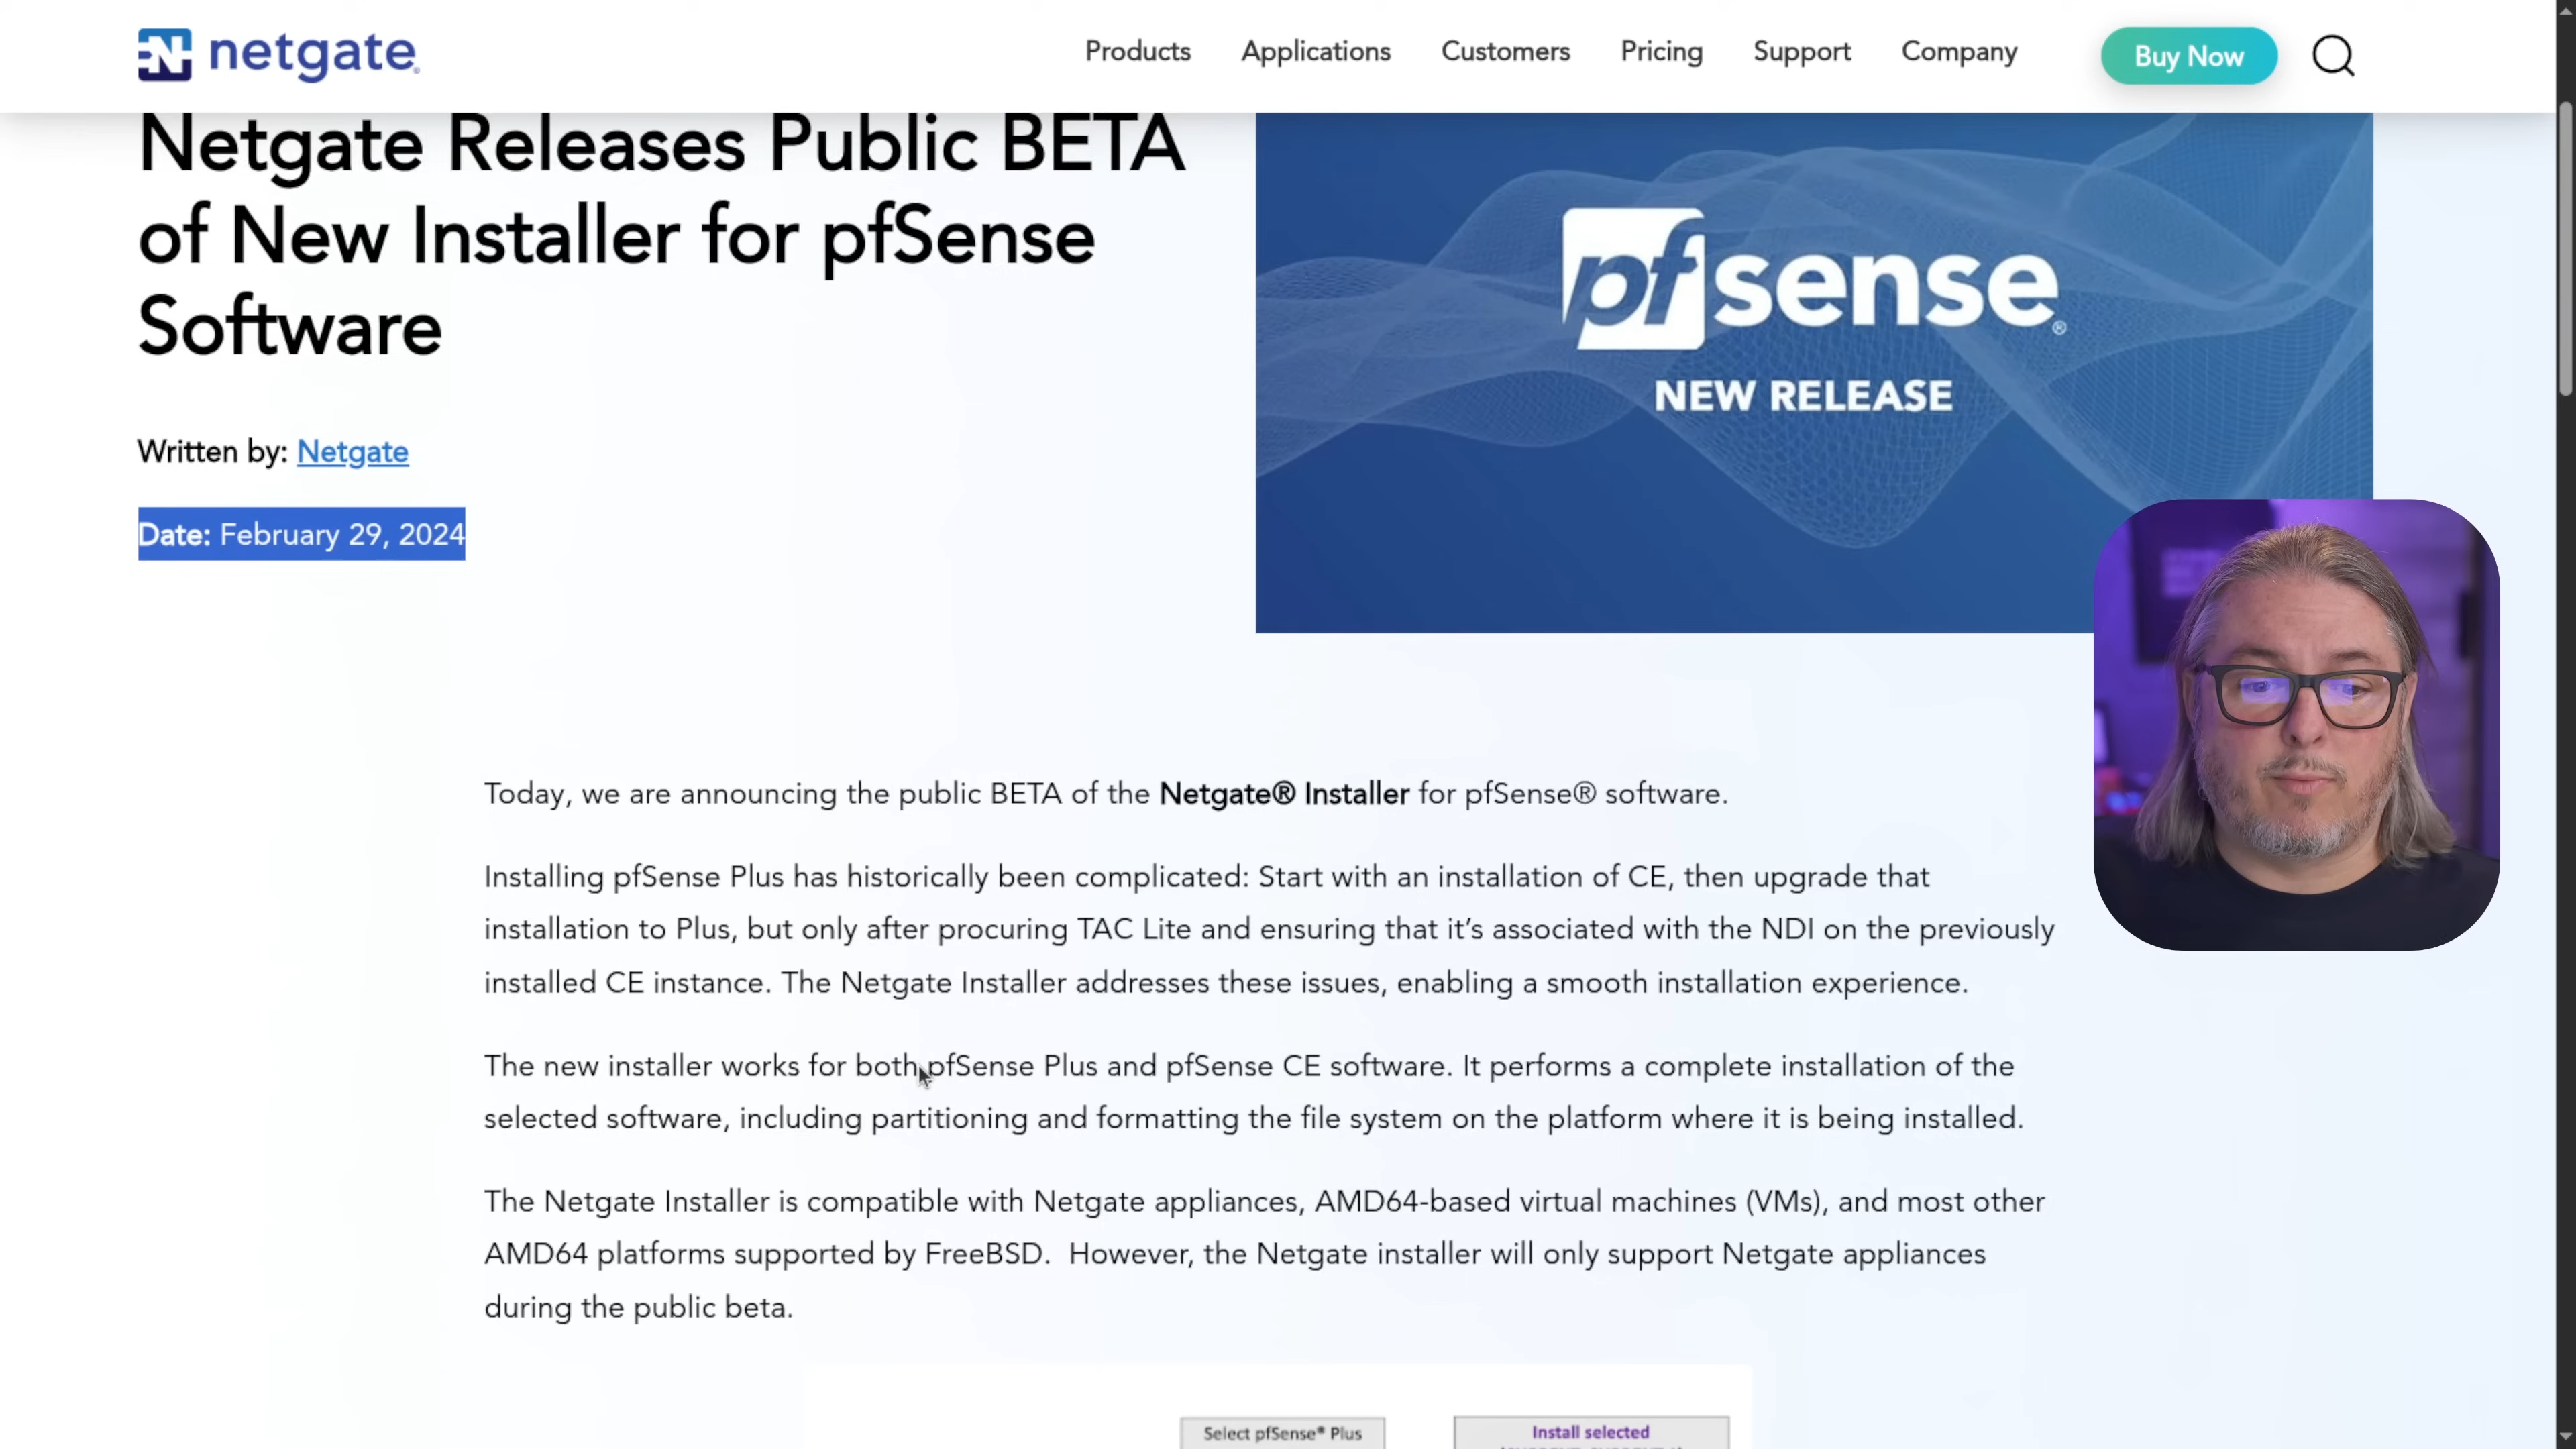 netgate
Products Applications Customers Pricing Support Company Buy Now
Netgate Releases Public BETA
of New Installer for pfSense
Software
pfsense®
NEW RELEASE
Written by: Netgate
Date: February 29, 2024
Today, we are announcing the public BETA of the Netgate® Installer for pfSense® software.
Installing pfSense Plus has historically been complicated: Start with an installation of CE, then upgrade that
installation to Plus, but only after procuring TAC Lite and ensuring that it’s associated with the NDI on the previously
installed CE instance. The Netgate Installer addresses these issues, enabling a smooth installation experience.
The new installer works for both pfSense Plus and pfSense CE software. It performs a complete installation of the
selected software, including partitioning and formatting the file system on the platform where it is being installed.
The Netgate Installer is compatible with Netgate appliances, AMD64-based virtual machines (VMs), and most other
AMD64 platforms supported by FreeBSD.  However, the Netgate installer will only support Netgate appliances
during the public beta.
Select pfSense® Plus
Install selected